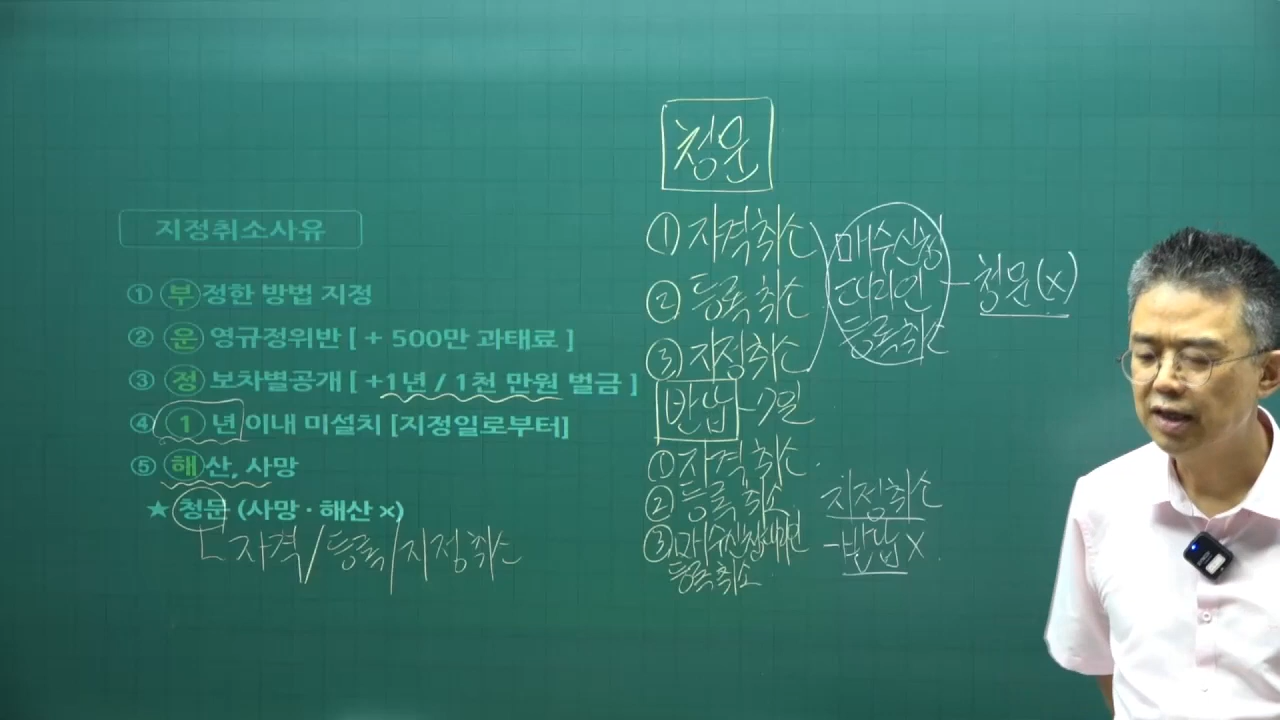 지정취소사유
① 부정한 방법 지정
② 운영규정위반 [ + 500만 과태료 ]
③ 정보차별공개 [ +1년 / 1천 만원 벌금 ]
④ 1년 이내 미설치 [지정일로부터]
⑤ 해산, 사망
★ 청문 (사망 · 해산 ×)
자격/등록/지정취소
청문
① 자격취소
② 등록취소
③ 지정취소
매수신청
대리인
등록취소
청문(×)
반납 - 7일
① 자격취소
② 등록취소
③ 매수신청대리인
등록취소
지정취소
- 반납 ×